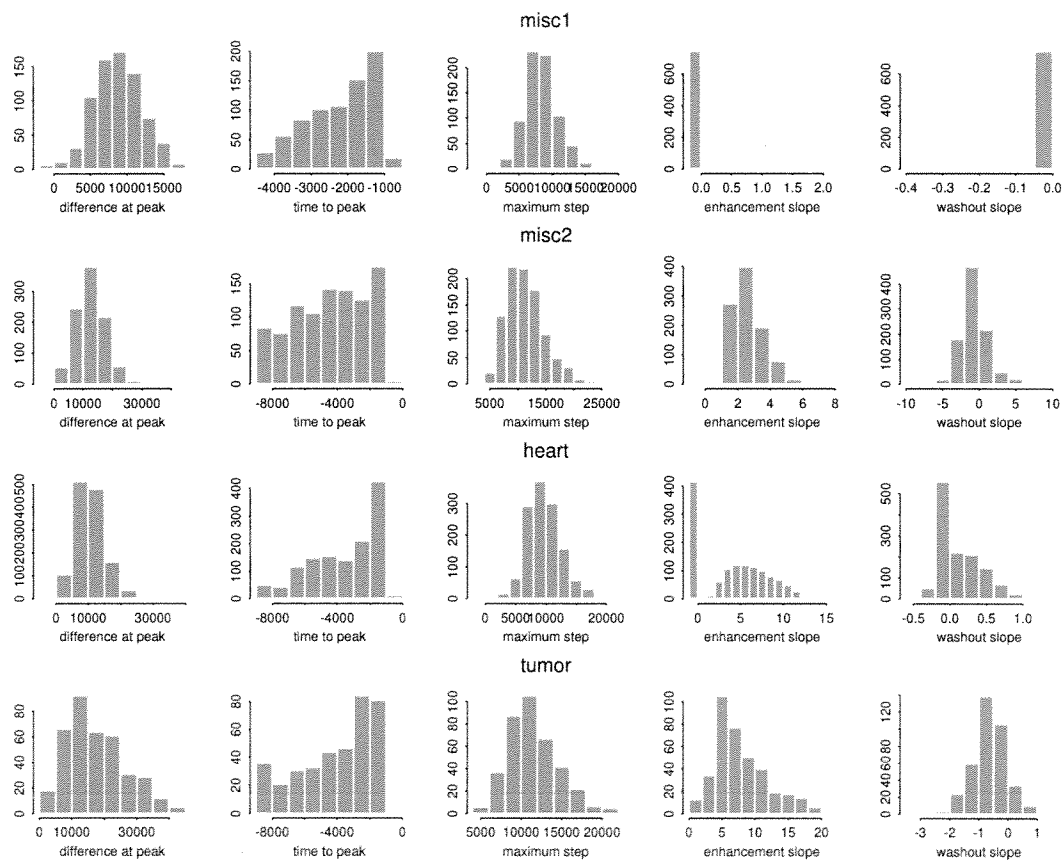 misc1
0 50 100 150
0 50 100 150 200
0 50 100 150 200
0 200 400 600
0 200 400 600
0 5000 10000 15000
-4000 -3000 -2000 -1000
0 5000 10000 15000 20000
0.0 0.5 1.0 1.5 2.0
-0.4 -0.3 -0.2 -0.1 0.0
difference at peak
time to peak
maximum step
enhancement slope
washout slope
misc2
0 100 200 300
0 50 100 150
0 50 100 150 200
0 100 200 300 400
0 100 200 300 400
0 10000 30000
-8000 -4000 0
5000 15000 25000
0 2 4 6 8
-10 -5 0 5 10
difference at peak
time to peak
maximum step
enhancement slope
washout slope
heart
0 100 200 300 400 500
0 100 200 300 400
0 100 200 300
0 100 200 300 400
0 100 300 500
0 10000 30000
-8000 -4000 0
0 5000 10000 20000
0 5 10 15
-0.5 0.0 0.5 1.0
difference at peak
time to peak
maximum step
enhancement slope
washout slope
tumor
0 20 40 60 80
0 20 40 60 80
0 20 40 60 80 100
0 20 40 60 80 100
0 20 40 60 80 120
0 10000 30000
-8000 -4000 0
5000 10000 15000 20000
0 5 10 15 20
-3 -2 -1 0 1
difference at peak
time to peak
maximum step
enhancement slope
washout slope